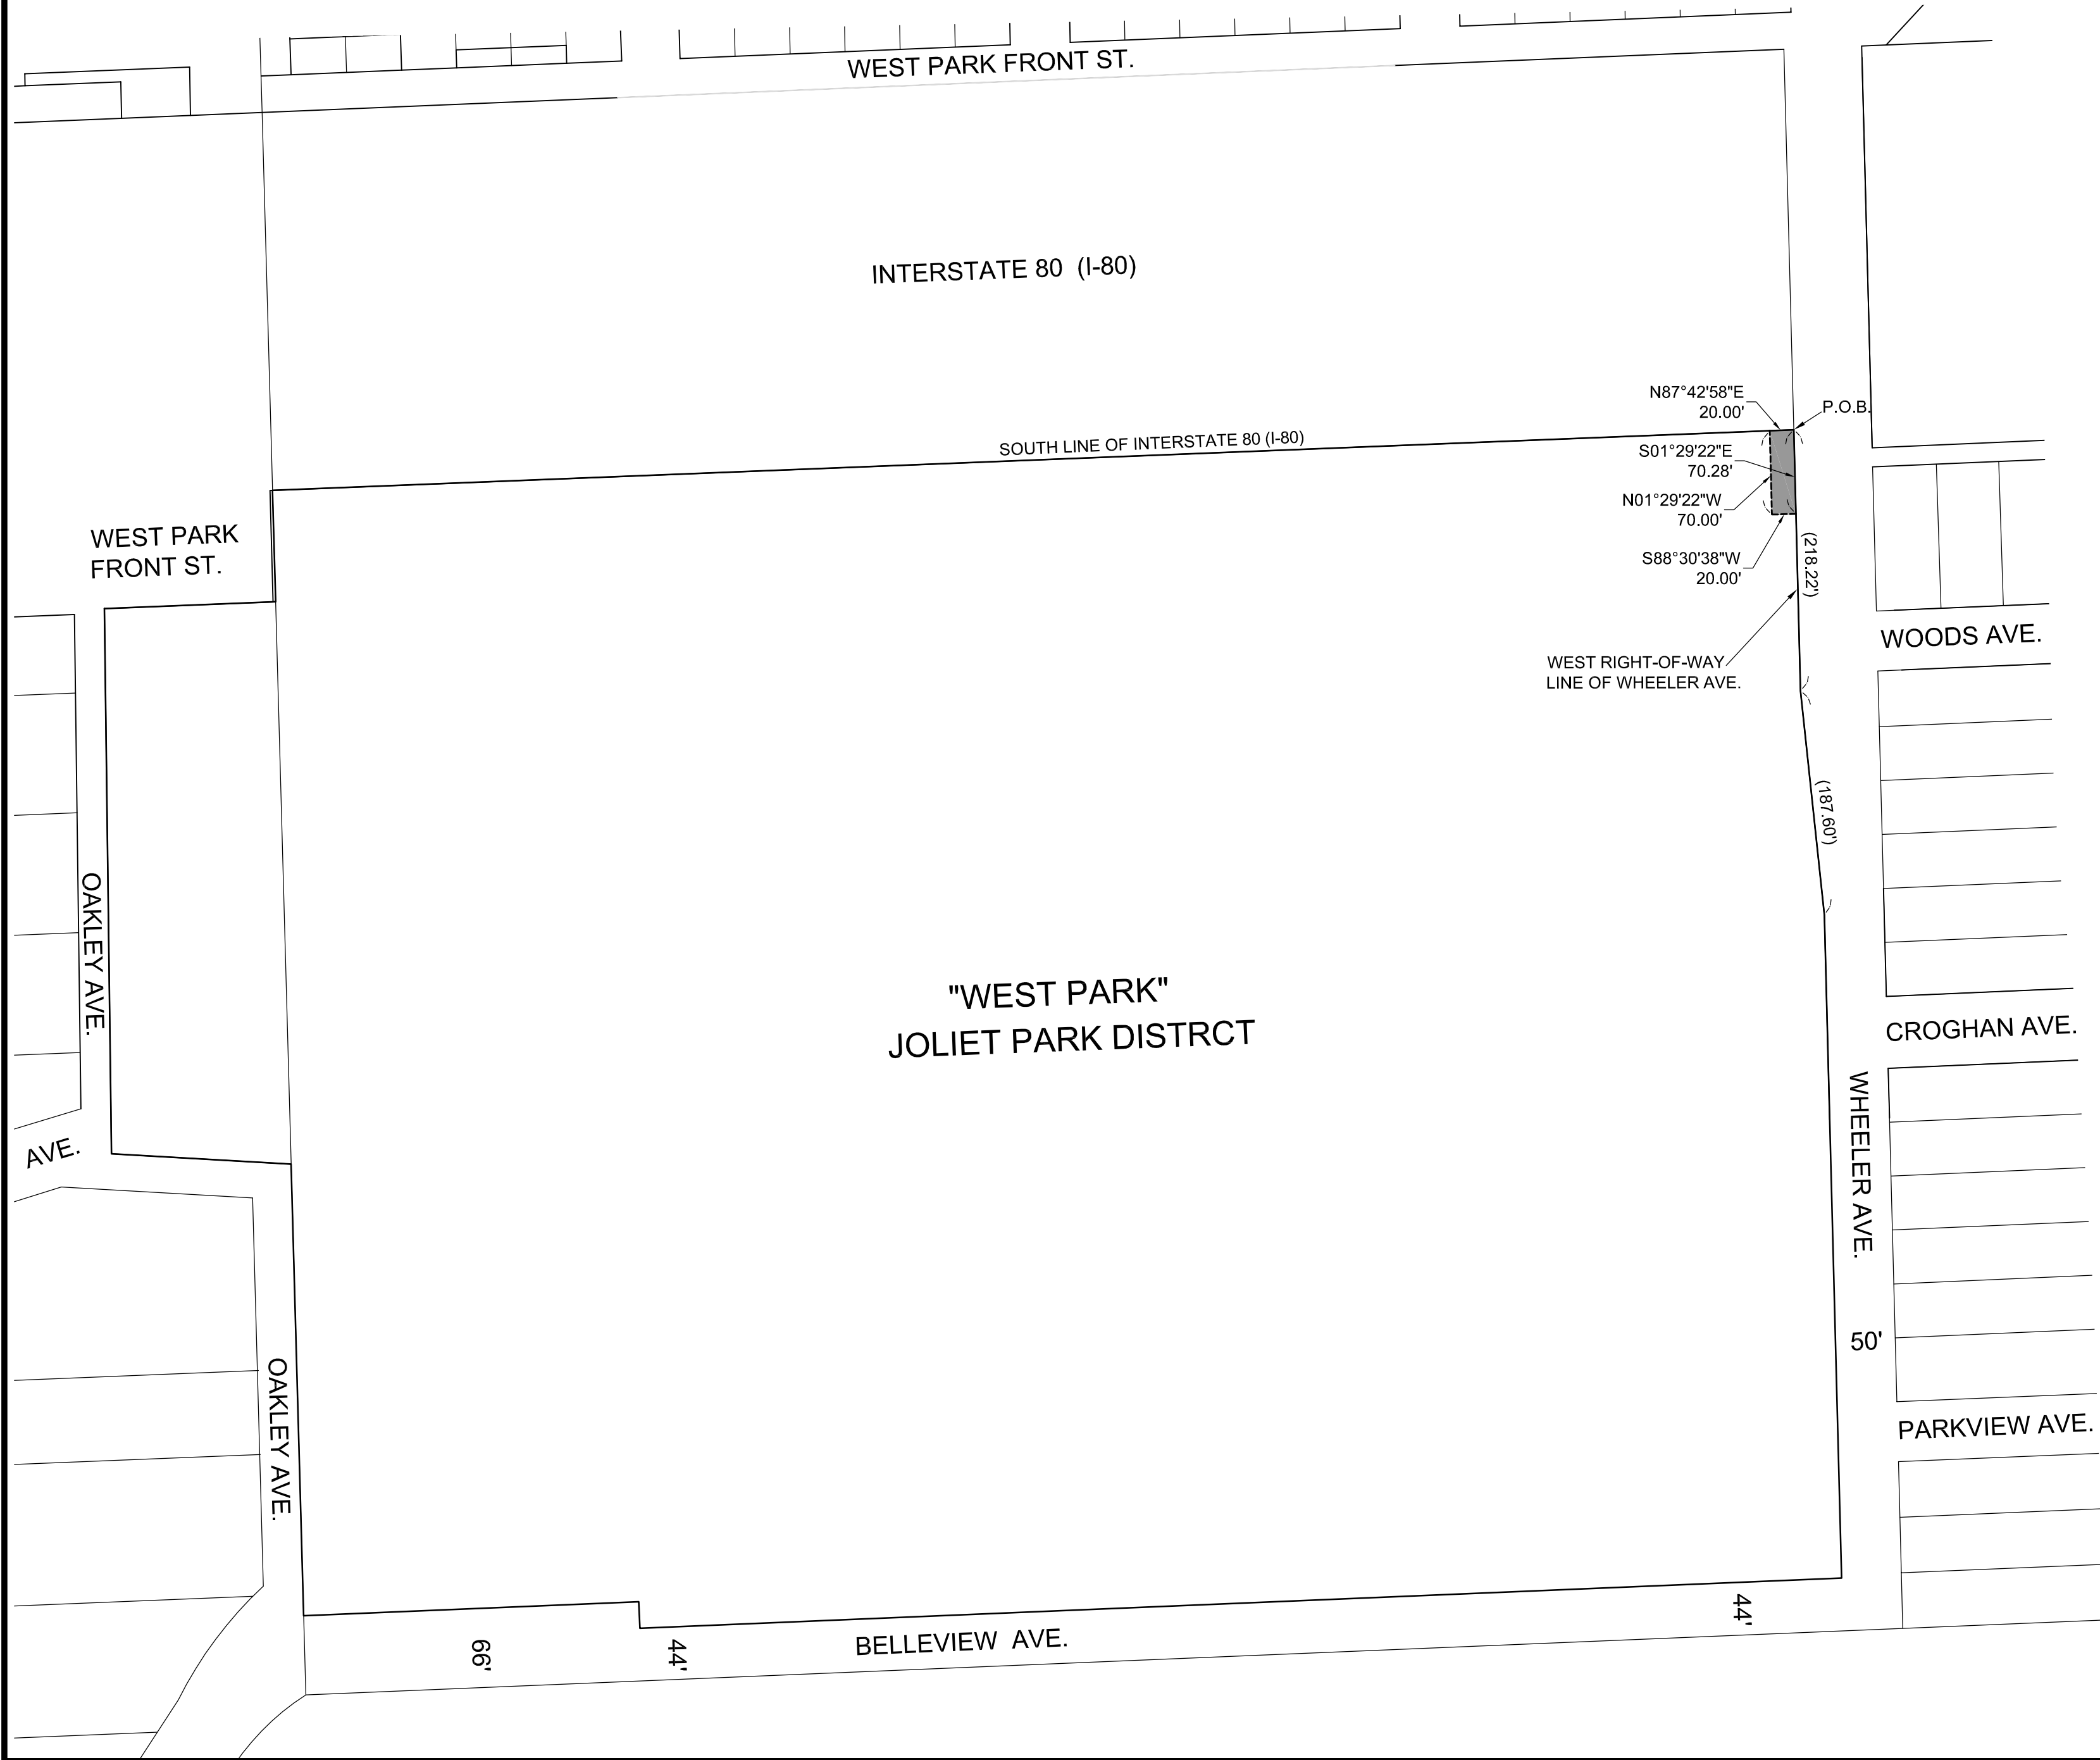 WEST PARK FRONT ST.
INTERSTATE 80 (I-80)
N87°42'58"E
20.00'
P.O.B.
SOUTH LINE OF INTERSTATE 80 (I-80)
S01°29'22"E
70.28'
N01°29'22"W
70.00'
WEST PARK
FRONT ST.
S88°30'38"W
20.00'
(218.22')
WOODS AVE.
WEST RIGHT-OF-WAY
LINE OF WHEELER AVE.
(187.60')
OAKLEY AVE.
"WEST PARK"
JOLIET PARK DISTRCT
CROGHAN AVE.
WHEELER AVE.
AVE.
50'
OAKLEY AVE.
PARKVIEW AVE.
44'
66'
44'
BELLEVIEW AVE.